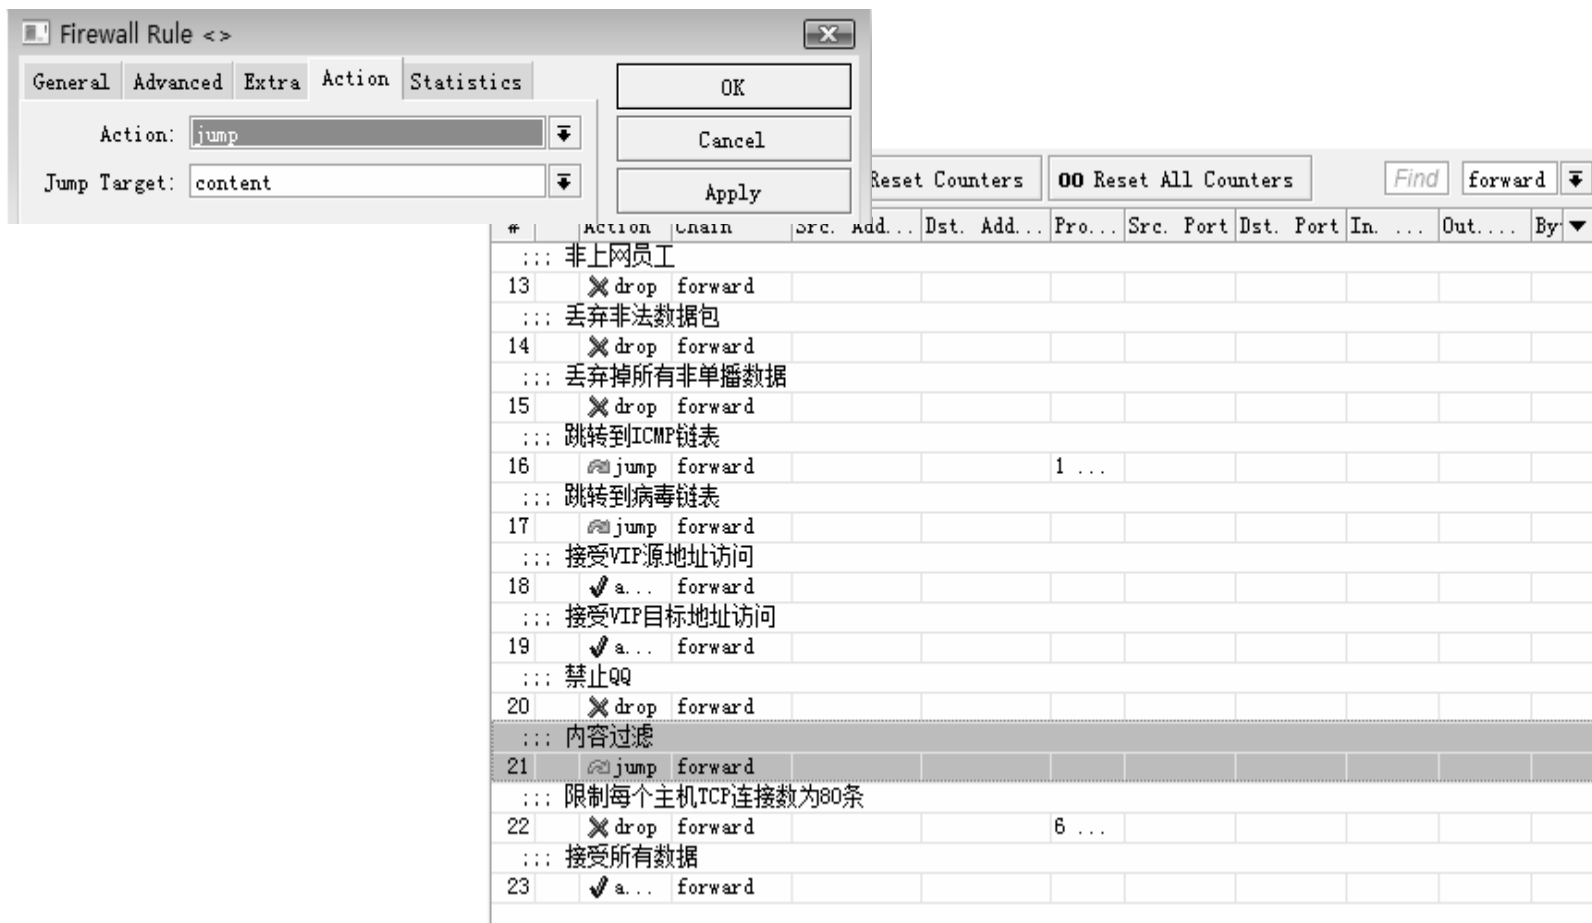 Firewall Rule <>
General Advanced Extra Action Statistics
OK
Action: jump
Cancel
Jump Target: content
Apply
Reset Counters 00 Reset All Counters Find forward
# Action Chain Src. Add... Dst. Add... Pro... Src. Port Dst. Port In. ... Out.... By
::: 非上网员工
13 drop forward
::: 丢弃非法数据包
14 drop forward
::: 丢弃掉所有非单播数据
15 drop forward
::: 跳转到ICMP链表
16 jump forward 1 ...
::: 跳转到病毒链表
17 jump forward
::: 接受VIP源地址访问
18 a... forward
::: 接受VIP目标地址访问
19 a... forward
::: 禁止QQ
20 drop forward
::: 内容过滤
21 jump forward
::: 限制每个主机TCP连接数为80条
22 drop forward 6 ...
::: 接受所有数据
23 a... forward